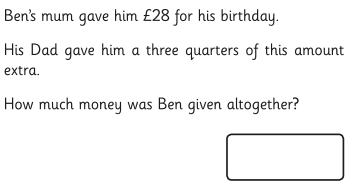 Ben's mum gave him £28 for his birthday.
His Dad gave him a three quarters of this amount
extra.
How much money was Ben given altogether?